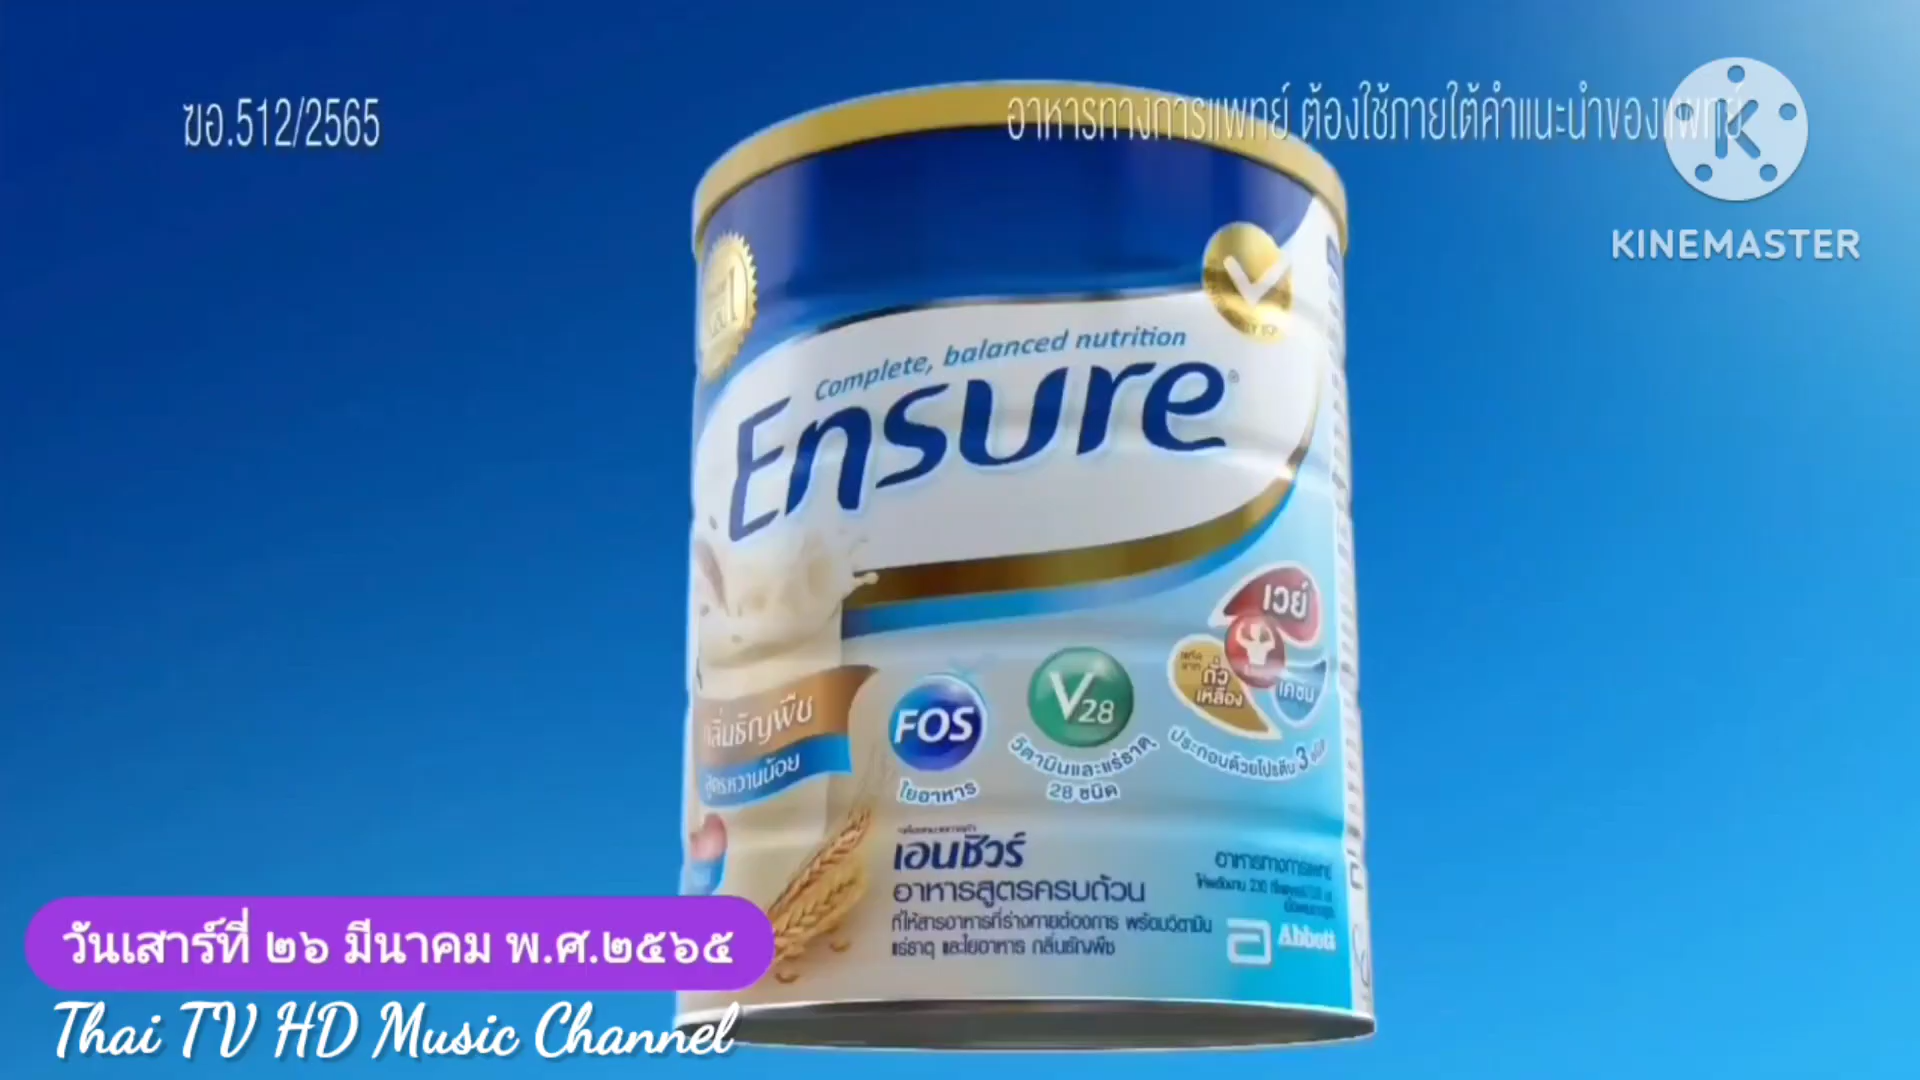 ฆอ.512/2565
อาหารทางการแพทย์ ต้องใช้ภายใต้คำแนะนำของแพทย์
KINEMASTER
Complete, balanced nutrition
Ensure®
เวย์
ถั่ว
เหลือง
เคซีน
ประกอบด้วยโปรตีน 3 ชนิด
FOS
ใยอาหาร
V28
วิตามินและแร่ธาตุ
28 ชนิด
กลิ่นธัญพืช
สูตรหวานน้อย
เอนชัวร์
อาหารสูตรครบถ้วน
ที่ให้สารอาหารที่ร่างกายต้องการ พร้อมวิตามิน
แร่ธาตุ และใยอาหาร กลิ่นธัญพืช
อาหารทางการแพทย์
Abbott
วันเสาร์ที่ ๒๖ มีนาคม พ.ศ.๒๕๖๕
Thai TV HD Music Channel